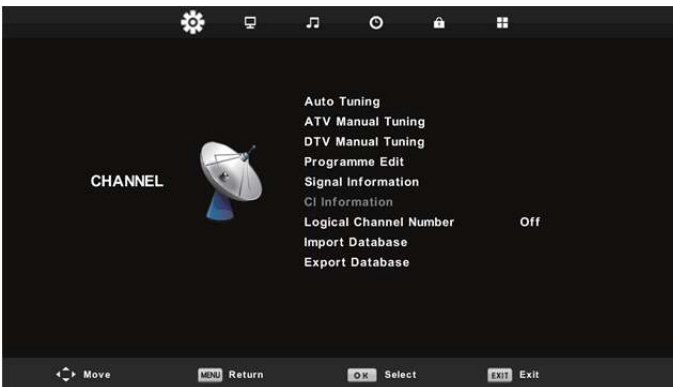 Auto Tuning
ATV Manual Tuning
DTV Manual Tuning
Programme Edit
CHANNEL
Signal Information
CI Information
Logical Channel Number Off
Import Database
Export Database
Move MENU Return OK Select EXIT Exit